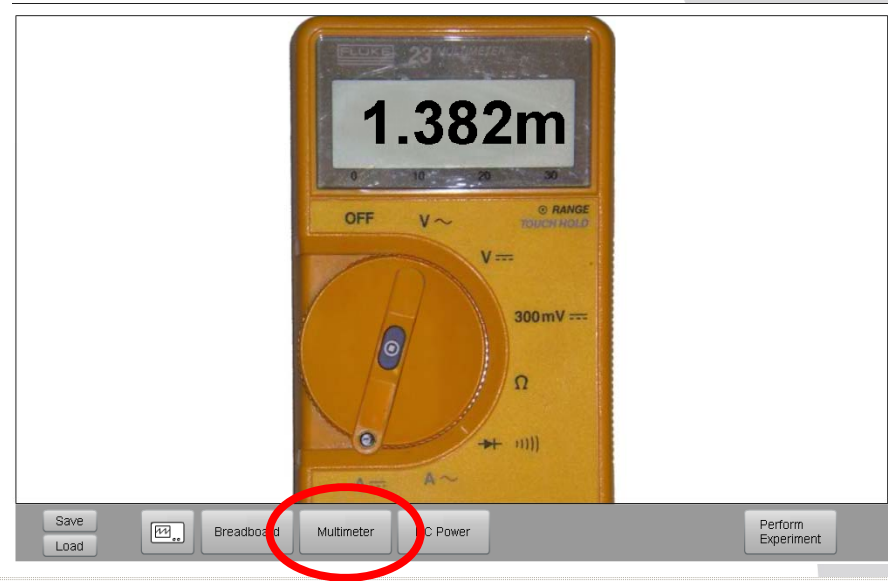 FLUKE 23 MULTIMETER
1.382m
0 10 20 30
OFF V~
RANGE
TOUCH HOLD
V
300mV
Ω
A A~
Save
Load
Breadboard
Multimeter
DC Power
Perform
Experiment